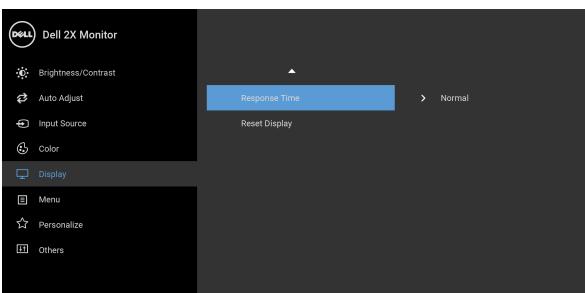 DELL
Dell 2X Monitor
Brightness/Contrast
Auto Adjust
Input Source
Color
Display
Menu
Personalize
Others
Response Time
Normal
Reset Display